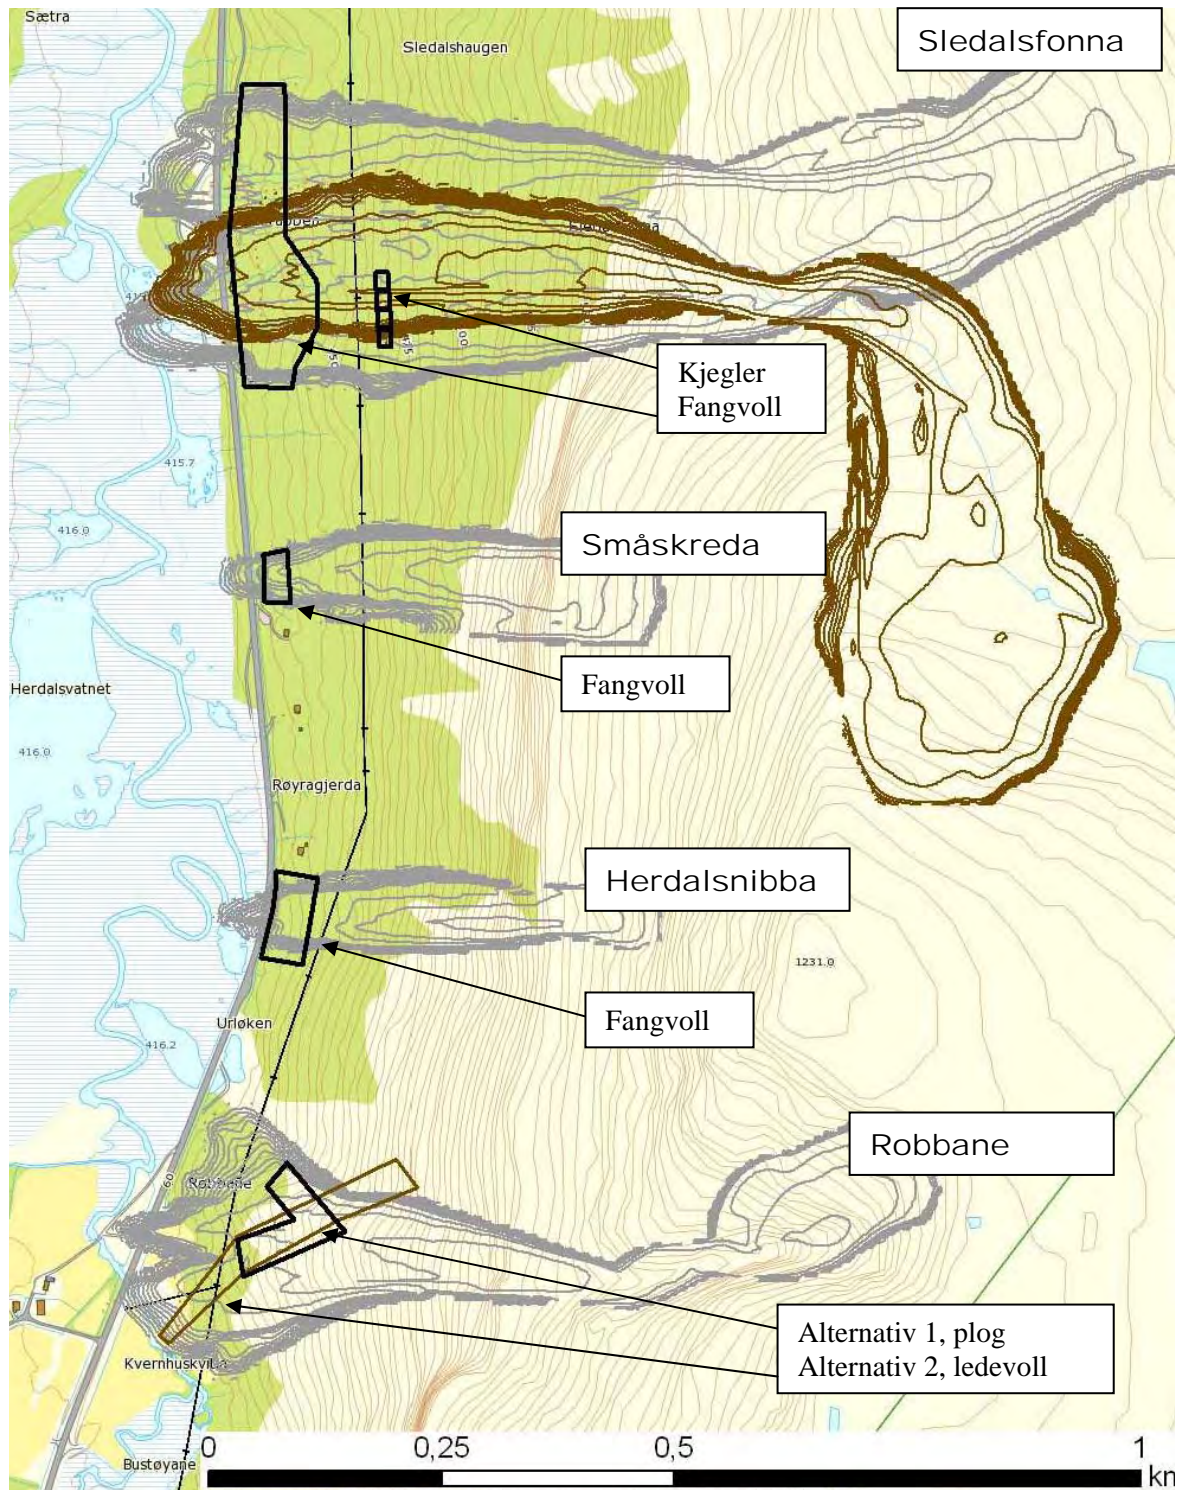 Sætra
Sledalshaugen
Sledalsfonna
Kjegler
Fangvoll
50
415.7
416.0
Småskreda
Fangvoll
Herdalsvatnet
416.0
Røyragjerda
Herdalsnibba
1231.0
Fangvoll
Urløken
416.2
Robbane
60
Robbane
Alternativ 1, plog
Alternativ 2, ledevoll
Bustøyane
0 0,25 0,5 1
km